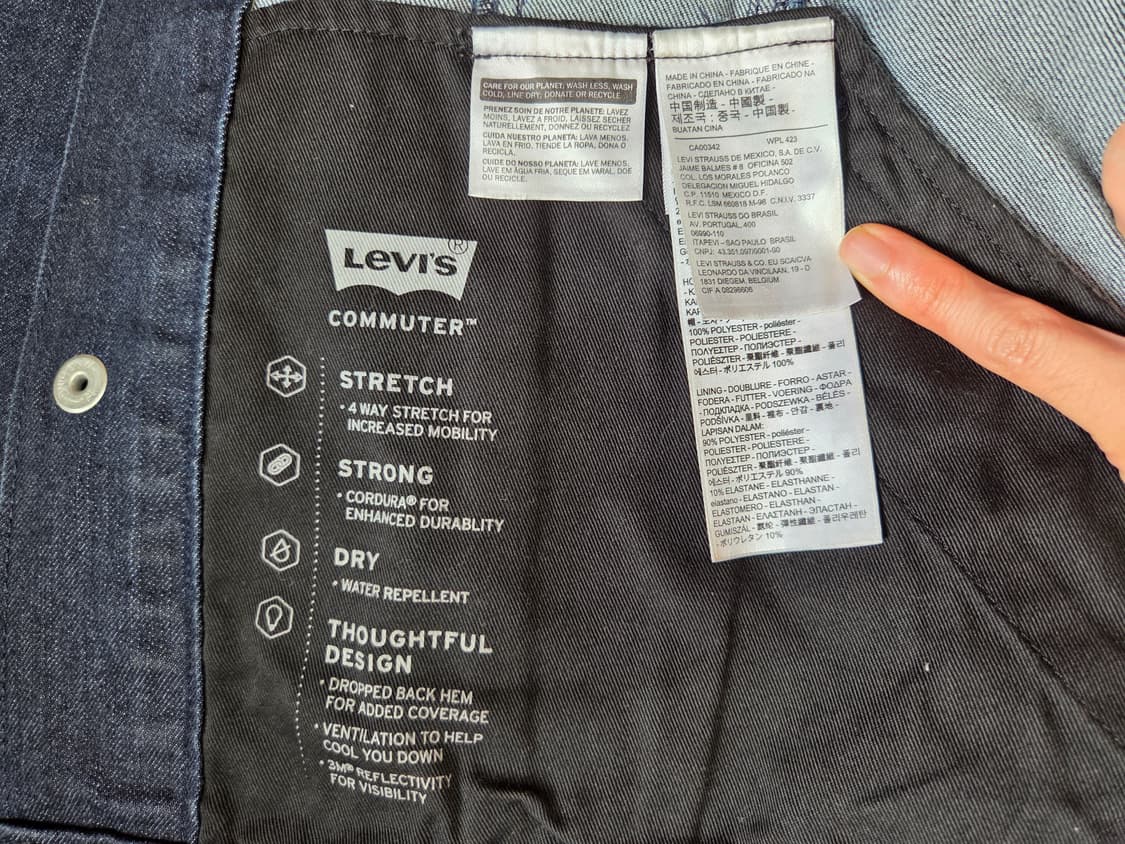 CARE FOR OUR PLANET: WASH LESS, WASH
COLD, LINE DRY, DONATE OR RECYCLE
PRENEZ SOIN DE NOTRE PLANETE: LAVEZ
MOINS, LAVEZ A FROID, LAISSEZ SECHER
NATURELLEMENT, DONNEZ OU RECYCLEZ
CUIDA NUESTRO PLANETA: LAVA MENOS,
LAVA EN FRIO, TIENDE LA ROPA, DONA O
RECICLA.
CUIDE DO NOSSO PLANETA: LAVE MENOS,
LAVE EM ÁGUA FRIA, SEQUE EM VARAL, DOE
OU RECICLE.
MADE IN CHINA - FABRIQUE EN CHINE -
FABRICADO EN CHINA - FABRICADO NA
CHINA - СДЕЛАНО В КИТАЕ -
中国制造 - 中國製 -
제조국 : 중국 - 中国製 -
BUATAN CINA
CA00342 WPL 423
LEVI STRAUSS DE MEXICO, S.A. DE C.V.
JAIME BALMES # 8 OFICINA 502
COL. LOS MORALES POLANCO
DELEGACION MIGUEL HIDALGO
C.P. 11510 MEXICO D.F.
R.F.C. LSM 860818 M-96 C.N.I.V. 3337
LEVI STRAUSS DO BRASIL
AV. PORTUGAL, 400
06990-110
ITAPEVI - SAO PAULO BRASIL
CNPJ: 43.351.097/0001-90
LEVI STRAUSS & CO. EU SCA/CVA
LEONARDO DA VINCILAAN, 19 - D
1831 DIEGEM, BELGIUM
CIF A 08298606
100% POLYESTER - poliéster -
POLIESTER - POLIESTERE -
ΠΟΛΥΕΣΤΕΡ - ПОЛИЭСТЕР -
POLIÉSZTER - 聚酯纤维 - 聚酯纖維 - 폴리
에스터 - ポリエステル 100%
LINING - DOUBLURE - FORRO - ASTAR -
FODERA - FUTTER - VOERING - ΦΟΔΡΑ
- ПОДКЛАДКА - PODSZEWKA - BÉLÉS -
PODŠÍVKA - 里料 - 裡布 - 안감 - 裏地 -
LAPISAN DALAM:
90% POLYESTER - poliéster -
POLIESTER - POLIESTERE -
ΠΟΛΥΕΣΤΕΡ - ПОЛИЭСТЕР -
POLIÉSZTER - 聚酯纤维 - 聚酯纖維 - 폴리
에스터 - ポリエステル 90%
10% ELASTANE - ELASTHANNE -
elastano - ELASTANO - ELASTAN -
ELASTOMERO - ELASTHAN -
ELASTAAN - ΕΛΑΣΤΑΝΗ - ЭЛАСТАН -
GUMISZÁL - 氨纶 - 彈性纖維 - 폴리우레탄
- ポリウレタン 10%
LEVI'S®
COMMUTER™
STRETCH
• 4 WAY STRETCH FOR
INCREASED MOBILITY
STRONG
• CORDURA® FOR
ENHANCED DURABLITY
DRY
• WATER REPELLENT
THOUGHTFUL
DESIGN
• DROPPED BACK HEM
FOR ADDED COVERAGE
• VENTILATION TO HELP
COOL YOU DOWN
• 3M® REFLECTIVITY
FOR VISIBILITY